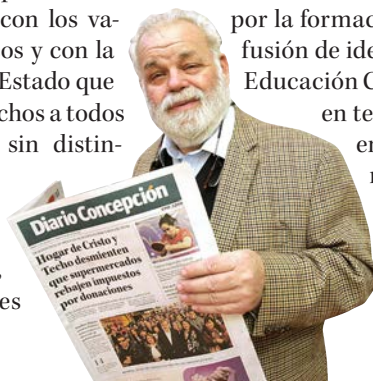 con los va-
os y con la
Estado que
chos a todos
sin distin-
es
por la formac
fusión de ide
Educación C
en te
en
Diario Concepción
Hogar de Cristo y
Techo desmienten
que supermercados
rebajen impuestos
por donaciones